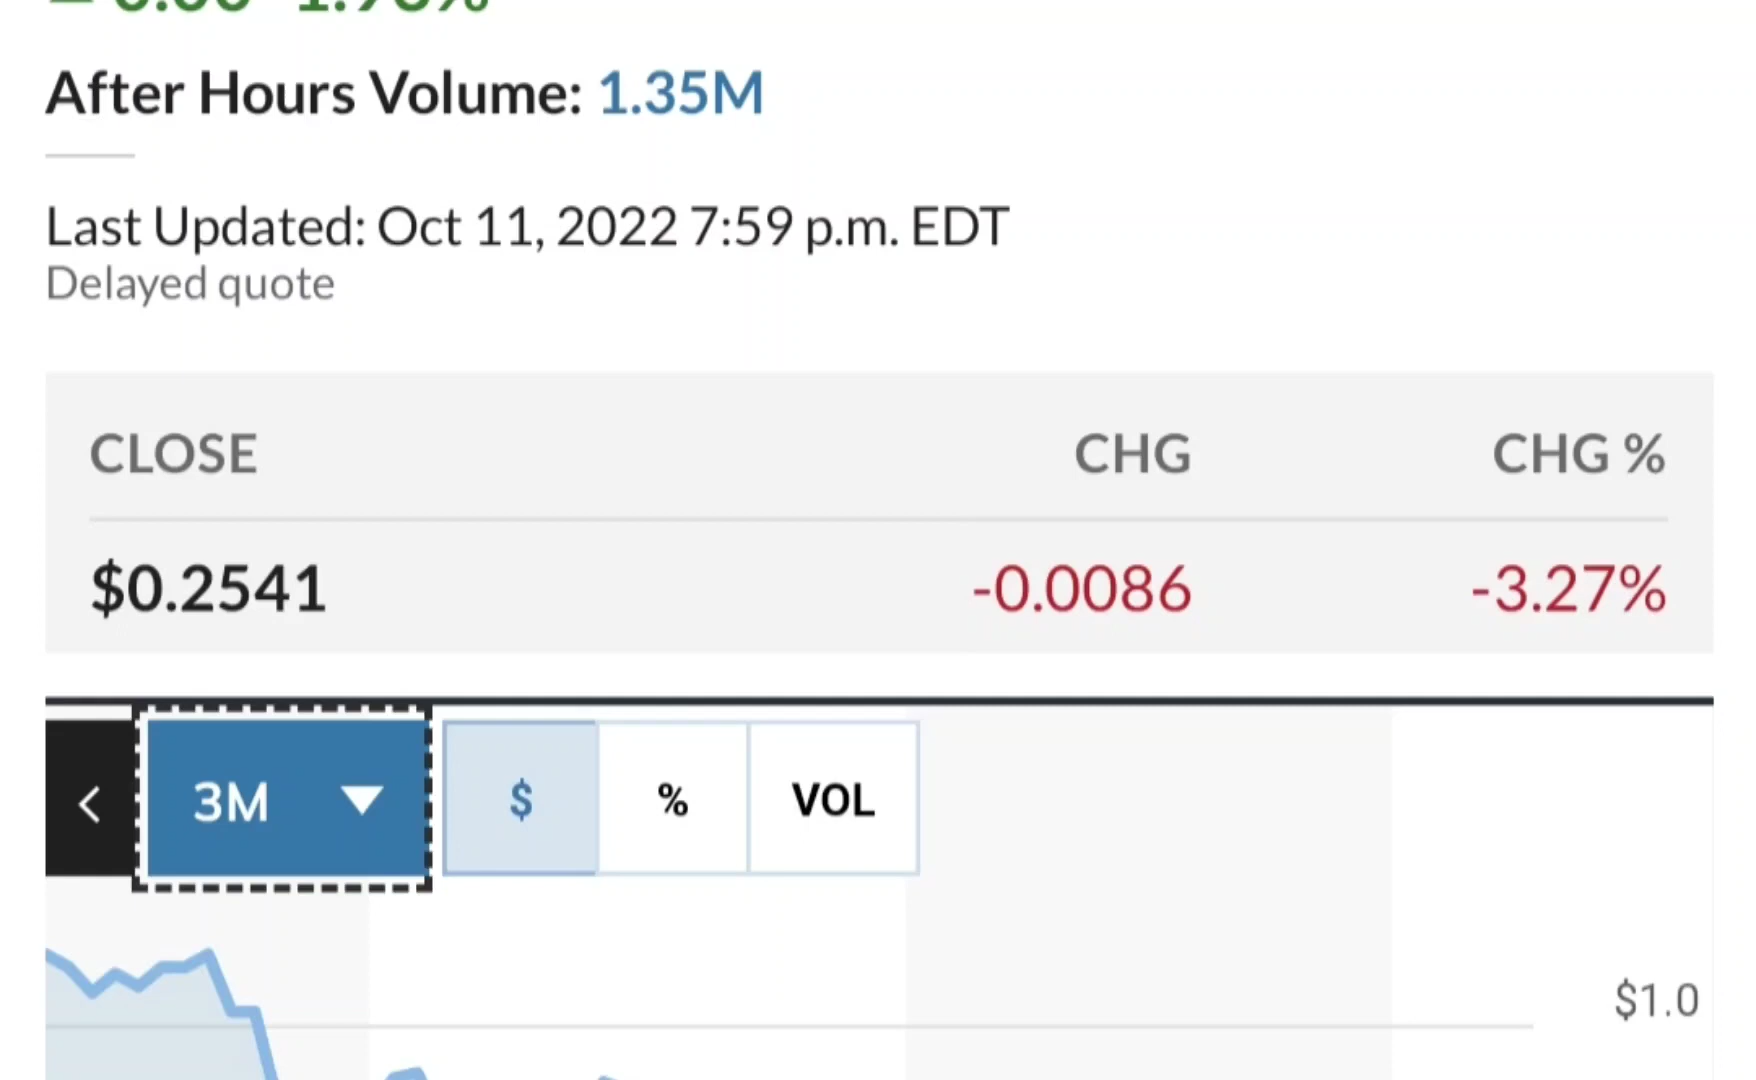 After Hours Volume: 1.35M
Last Updated: Oct 11, 2022 7:59 p.m. EDT
Delayed quote
CLOSE CHG CHG %
$0.2541 -0.0086 -3.27%
< 3M ▼ $ % VOL
$1.0